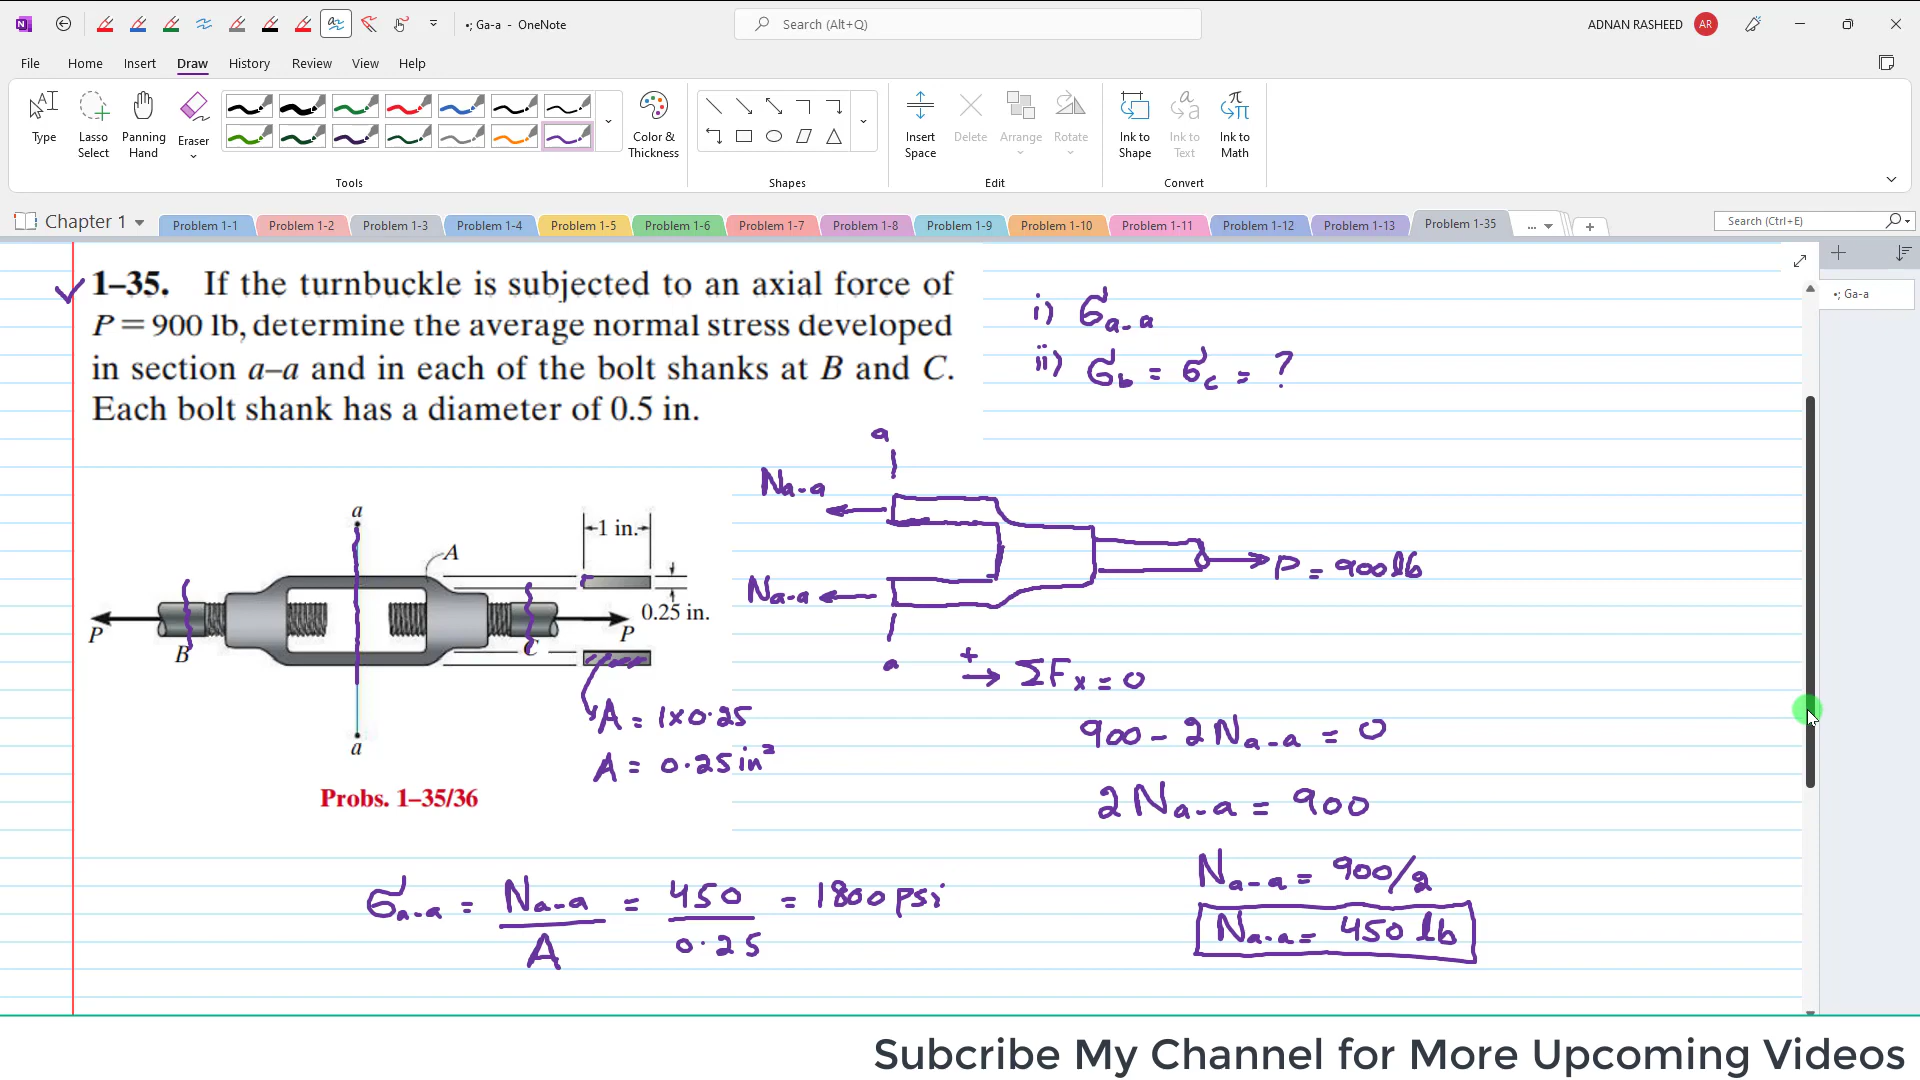 •; Ga-a - OneNote
Search (Alt+Q)
ADNAN RASHEED AR
File Home Insert Draw History Review View Help
Type
Lasso Select
Panning Hand
Eraser
Color & Thickness
Insert Space
Delete
Arrange
Rotate
Ink to Shape
Ink to Text
Ink to Math
Tools Shapes Edit Convert
Chapter 1 Problem 1-1 Problem 1-2 Problem 1-3 Problem 1-4 Problem 1-5 Problem 1-6 Problem 1-7 Problem 1-8 Problem 1-9 Problem 1-10 Problem 1-11 Problem 1-12 Problem 1-13 Problem 1-35 ... Search (Ctrl+E)
•; Ga-a
1–35. If the turnbuckle is subjected to an axial force of
P = 900 lb, determine the average normal stress developed
in section a–a and in each of the bolt shanks at B and C.
Each bolt shank has a diameter of 0.5 in.
i) σa-a
ii) σb = σc = ?
a
Na-a
Na-a
P = 900 lb
a
a
A
1 in.
0.25 in.
P
B
C
P
a
Probs. 1–35/36
A = 1×0.25
A = 0.25 in²
+→ ΣFx = 0
900 - 2Na-a = 0
2Na-a = 900
Na-a = 900/2
Na-a = 450 lb
σa-a = Na-a / A = 450 / 0.25 = 1800 psi
Subcribe My Channel for More Upcoming Videos